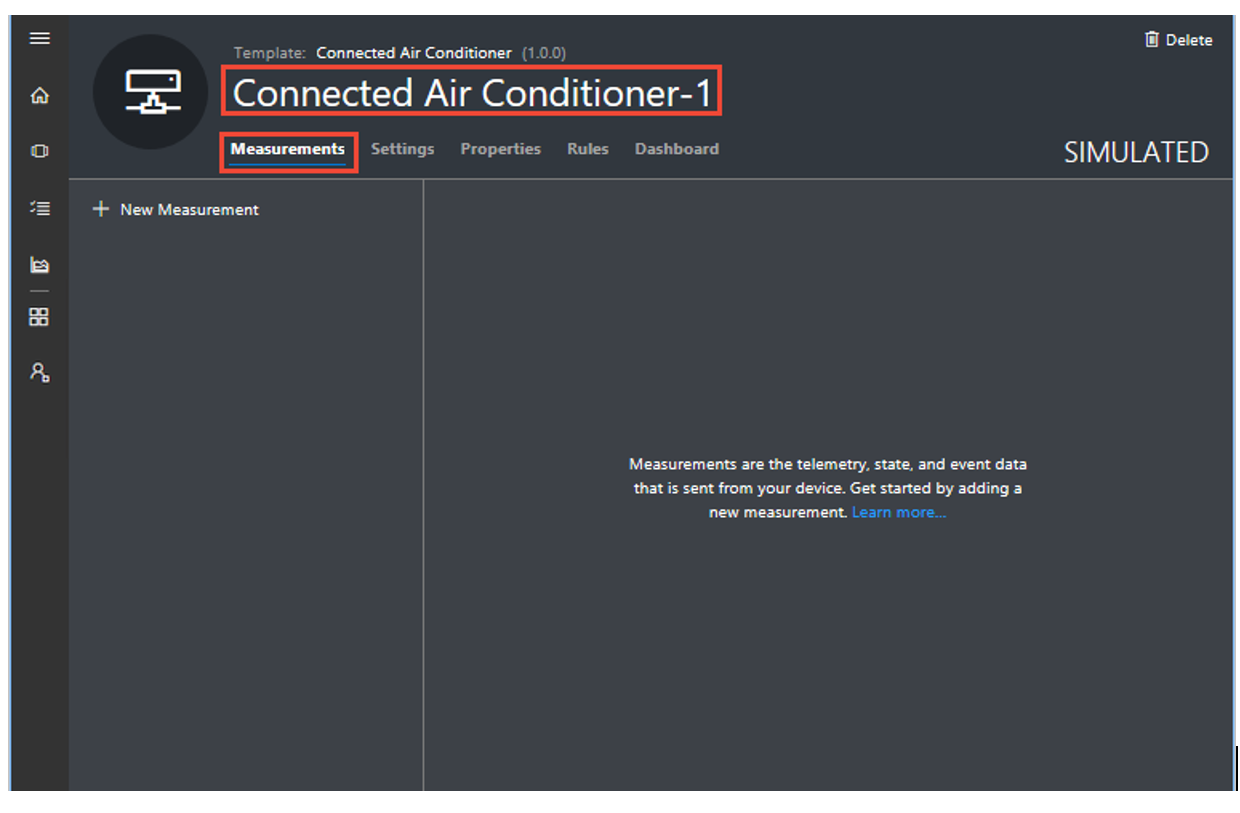 Delete
Template: Connected Air Conditioner (1.0.0)
Connected Air Conditioner-1
Measurements Settings Properties Rules Dashboard
SIMULATED
New Measurement
Measurements are the telemetry, state, and event data
that is sent from your device. Get started by adding a
new measurement. Learn more...